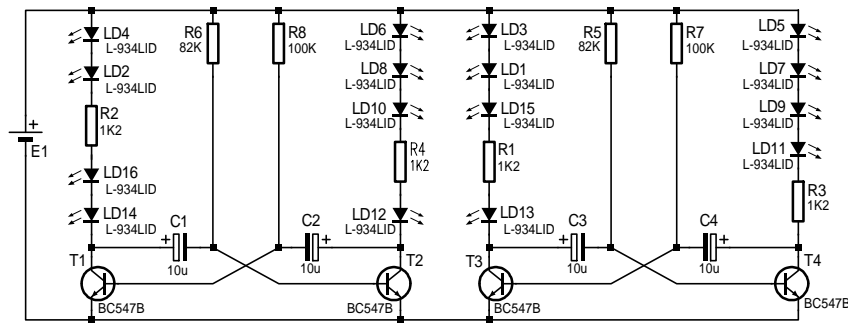 LD4
L-934LID
LD2
L-934LID
R2
1K2
LD16
L-934LID
LD14
L-934LID
+
E1
R6
82K
R8
100K
C1
+
10u
C2
+
10u
T1
BC547B
LD6
L-934LID
LD8
L-934LID
LD10
L-934LID
R4
1K2
LD12
L-934LID
T2
BC547B
LD3
L-934LID
LD1
L-934LID
LD15
L-934LID
R1
1K2
LD13
L-934LID
R5
82K
R7
100K
C3
+
10u
C4
+
10u
T3
BC547B
LD5
L-934LID
LD7
L-934LID
LD9
L-934LID
LD11
L-934LID
R3
1K2
T4
BC547B